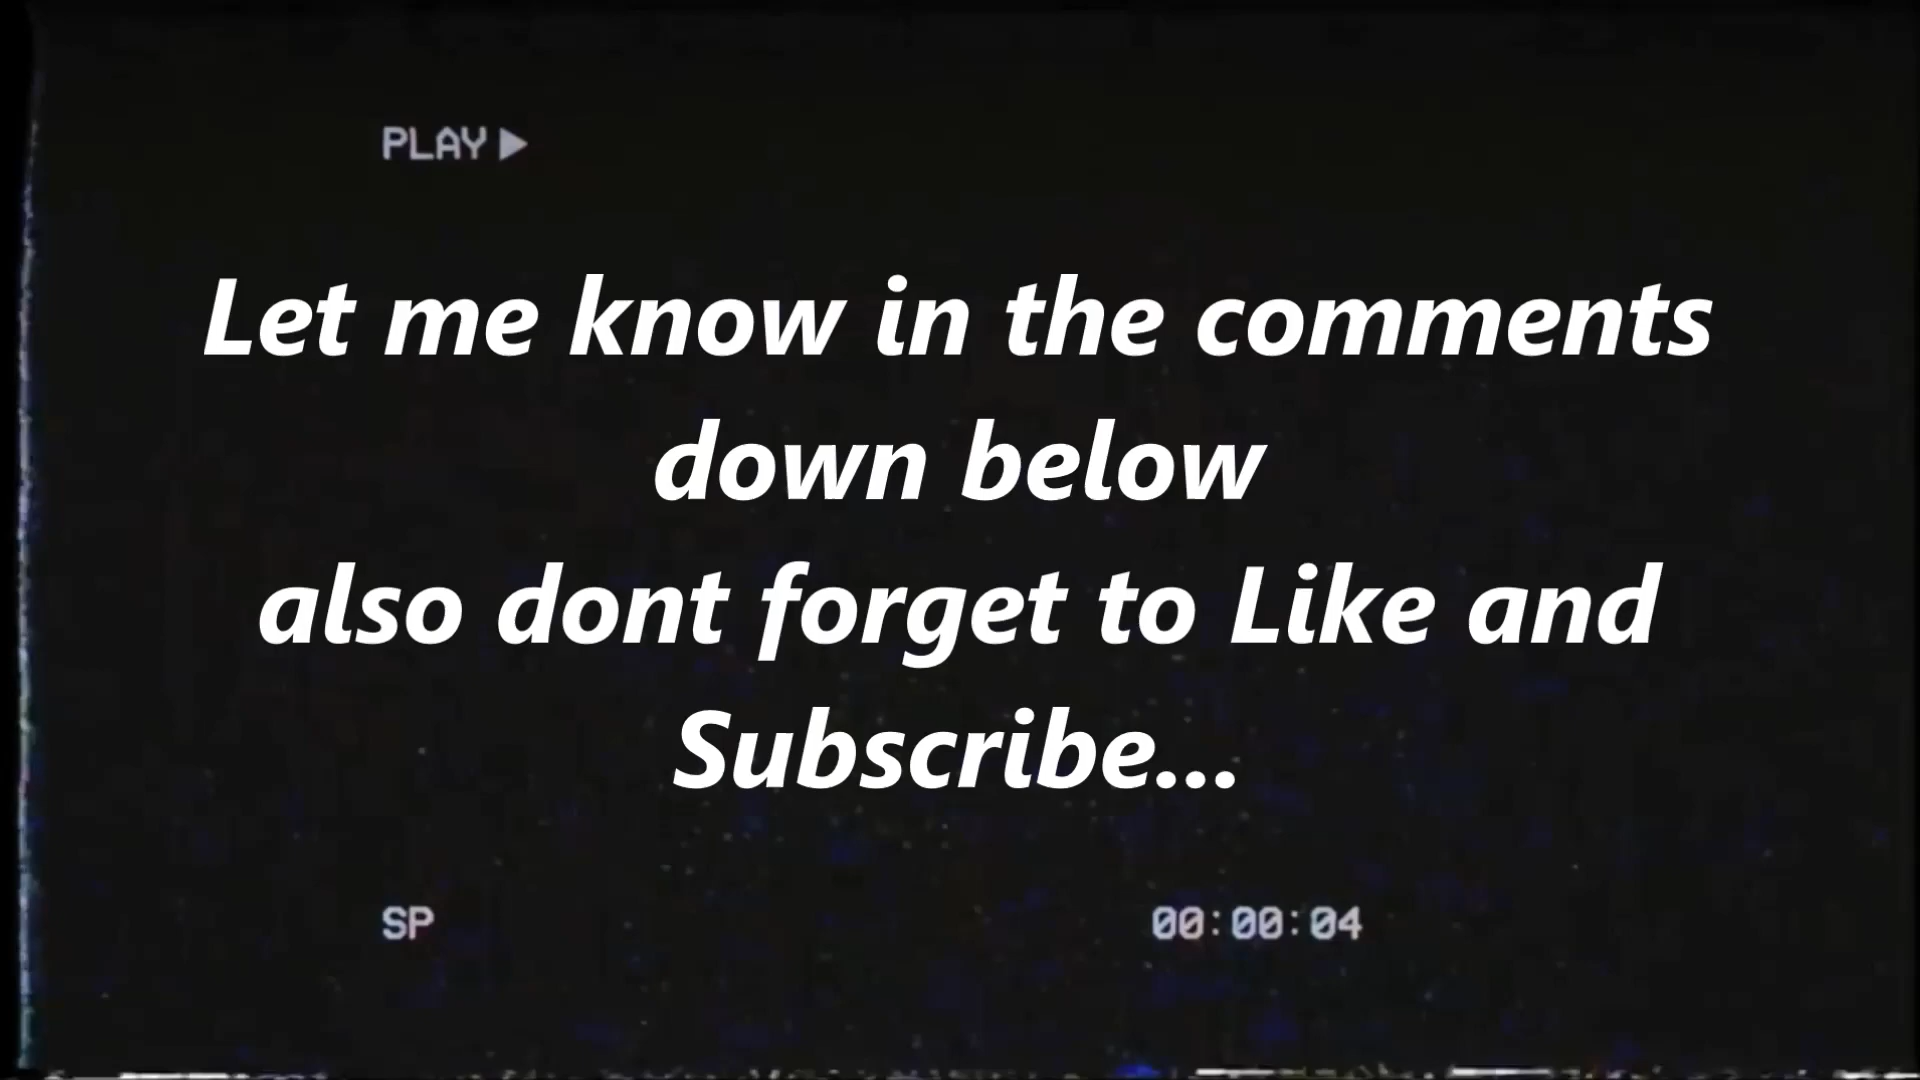 PLAY ▶
Let me know in the comments
down below
also dont forget to Like and
Subscribe...
SP
00:00:04